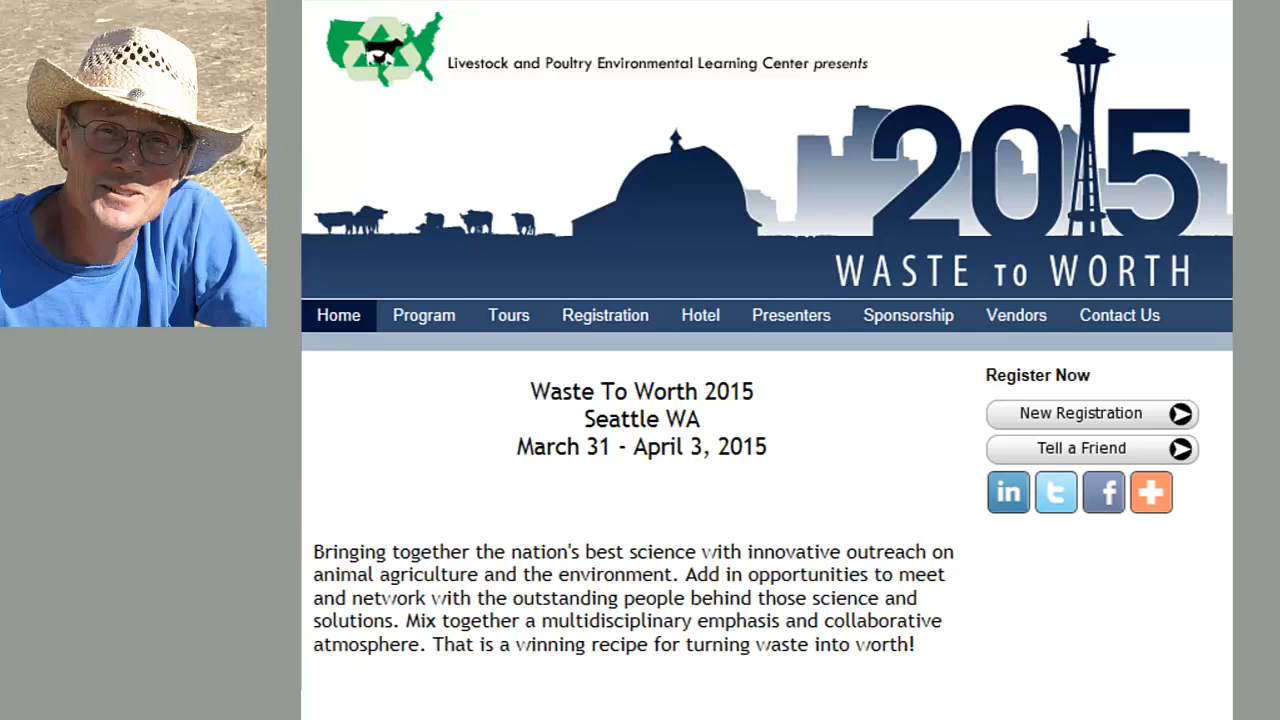 Livestock and Poultry Environmental Learning Center presents
2015
WASTE TO WORTH
Home Program Tours Registration Hotel Presenters Sponsorship Vendors Contact Us
Waste To Worth 2015
Seattle WA
March 31 - April 3, 2015
Register Now
New Registration
Tell a Friend
in t f
Bringing together the nation's best science with innovative outreach on
animal agriculture and the environment. Add in opportunities to meet
and network with the outstanding people behind those science and
solutions. Mix together a multidisciplinary emphasis and collaborative
atmosphere. That is a winning recipe for turning waste into worth!